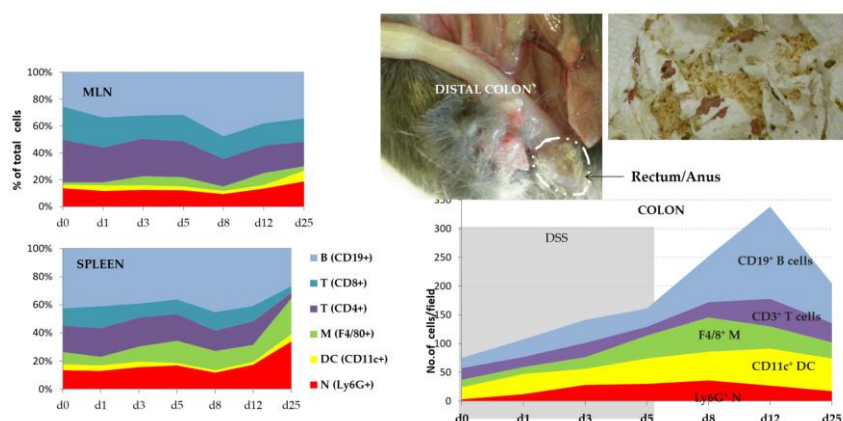 MLN
% of total cells
100%
80%
60%
40%
20%
0%
d0 d1 d3 d5 d8 d12 d25
SPLEEN
100%
80%
60%
40%
20%
0%
d0 d1 d3 d5 d8 d12 d25
B (CD19+)
T (CD8+)
T (CD4+)
M (F4/80+)
DC (CD11c+)
N (Ly6G+)
DISTAL COLON
Rectum/Anus
COLON
DSS
No.of cells/field
350
300
250
200
150
100
50
0
CD19⁺ B cells
CD3⁺ T cells
F4/8⁺ M
CD11c⁺ DC
Ly6G⁺ N
d0 d1 d3 d5 d8 d12 d25